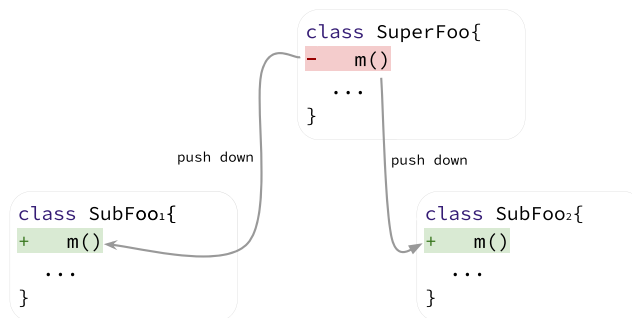 class SuperFoo{
-    m()
...
}
push down
push down
class SubFoo₁{
+    m()
...
}
class SubFoo₂{
+    m()
...
}